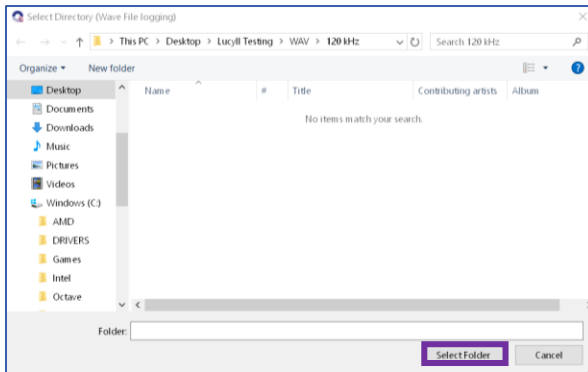 Select Directory (Wave File logging)
This PC > Desktop > Lucyll Testing > WAV > 120 kHz
Search 120 kHz
Organize
New folder
Desktop
Documents
Downloads
Music
Pictures
Videos
Windows (C:)
AMD
DRIVERS
Games
Intel
Octave
Name # Title Contributing artists Album
No items match your search.
Folder:
Select Folder Cancel